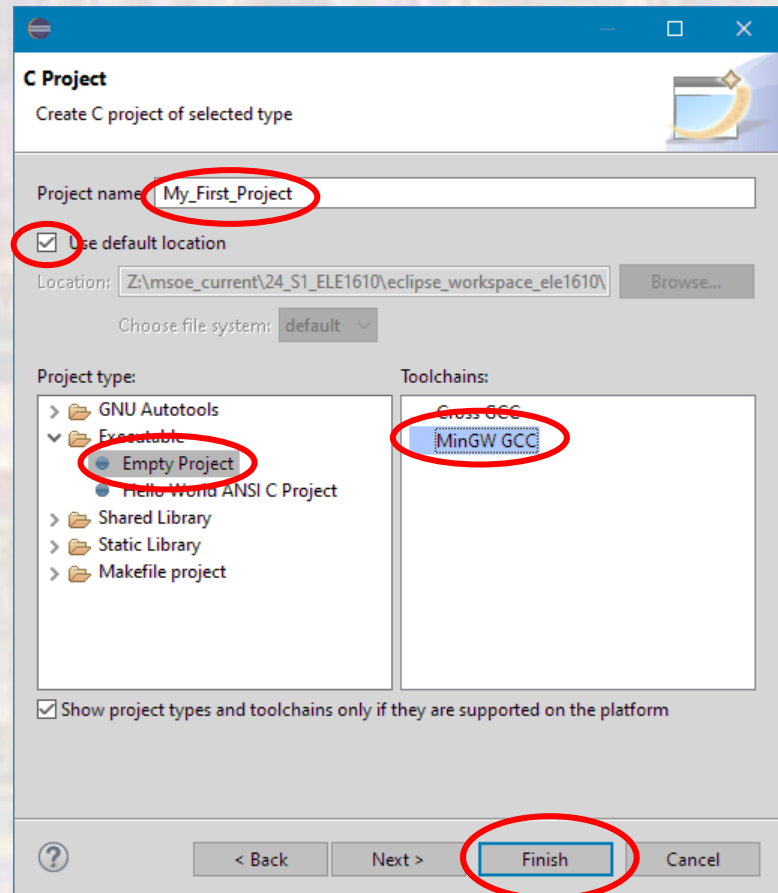 C Project
Create C project of selected type
Project name: My_First_Project
Use default location
Location: Z:\msoe_current\24_S1_ELE1610\eclipse_workspace_ele1610\ Browse...
Choose file system: default
Project type:
Toolchains:
GNU Autotools
Executable
Empty Project
Hello World ANSI C Project
Shared Library
Static Library
Makefile project
Cross GCC
MinGW GCC
Show project types and toolchains only if they are supported on the platform
? < Back Next > Finish Cancel